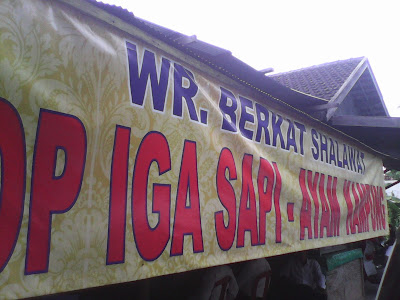 WR. BERKAT SHALAWAT
OP IGA SAPI - AYAM KAMPUNG